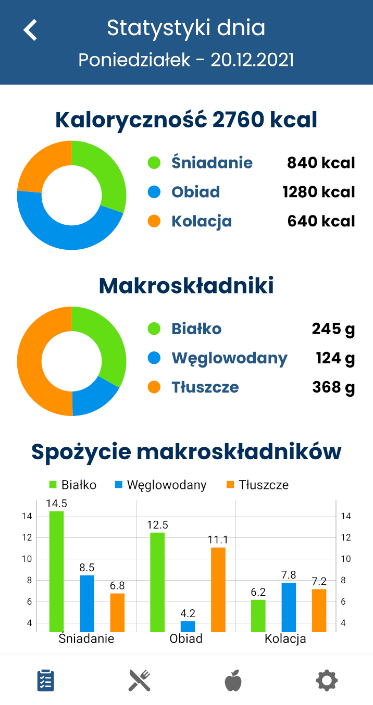 Statystyki dnia
Poniedziałek - 20.12.2021
Kaloryczność 2760 kcal
Śniadanie 840 kcal
Obiad 1280 kcal
Kolacja 640 kcal
Makroskładniki
Białko 245 g
Węglowodany 124 g
Tłuszcze 368 g
Spożycie makroskładników
Białko Węglowodany Tłuszcze
14.5
14 12.5 14
12 11.1 12
10 8.5 10
8 6.8 7.8 7.2 8
6 4.2 6.2 6
4 4
Śniadanie Obiad Kolacja